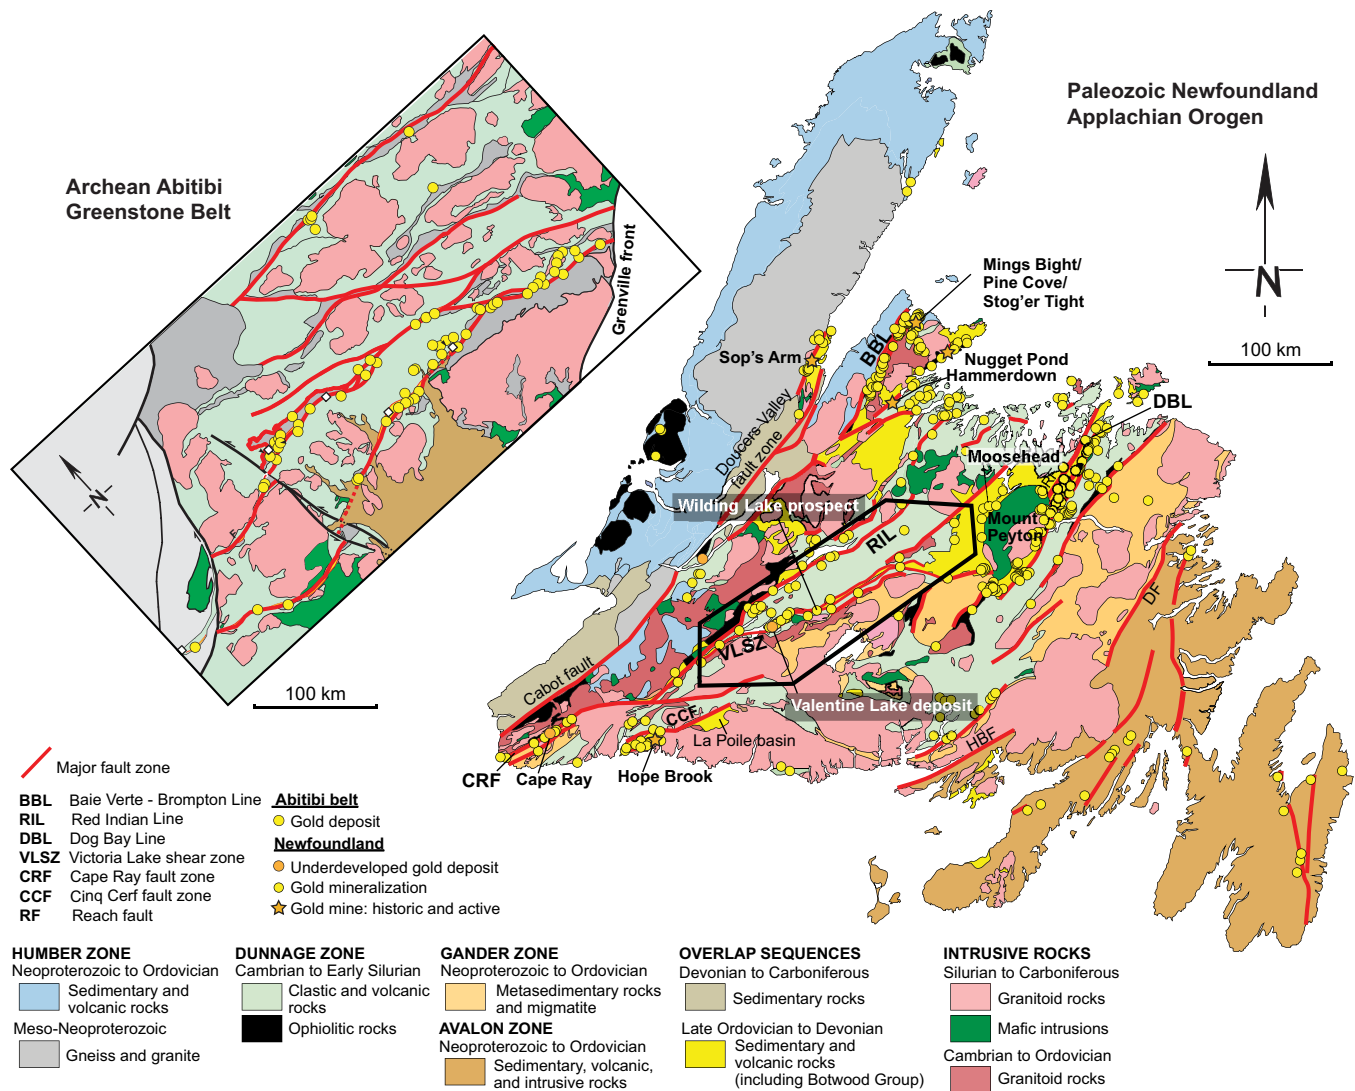 Paleozoic Newfoundland
Applachian Orogen
Archean Abitibi
Greenstone Belt
Grenville front
N
N
100 km
100 km
Mings Bight/
Pine Cove/
Stog'er Tight
Sop's Arm
BBL
Nugget Pond
Hammerdown
DBL
Doucers Valley
fault zone
Moosehead
RF
Wilding Lake prospect
Mount
Peyton
RIL
DF
VLSZ
Cabot fault
Valentine Lake deposit
CCF
La Poile basin
HBF
CRF
Cape Ray
Hope Brook
Major fault zone
BBL Baie Verte - Brompton Line
RIL Red Indian Line
DBL Dog Bay Line
VLSZ Victoria Lake shear zone
CRF Cape Ray fault zone
CCF Cinq Cerf fault zone
RF Reach fault
Abitibi belt
Gold deposit
Newfoundland
Underdeveloped gold deposit
Gold mineralization
Gold mine: historic and active
HUMBER ZONE
Neoproterozoic to Ordovician
Sedimentary and
volcanic rocks
Meso-Neoproterozoic
Gneiss and granite
DUNNAGE ZONE
Cambrian to Early Silurian
Clastic and volcanic
rocks
Ophiolitic rocks
GANDER ZONE
Neoproterozoic to Ordovician
Metasedimentary rocks
and migmatite
AVALON ZONE
Neoproterozoic to Ordovician
Sedimentary, volcanic,
and intrusive rocks
OVERLAP SEQUENCES
Devonian to Carboniferous
Sedimentary rocks
Late Ordovician to Devonian
Sedimentary and
volcanic rocks
(including Botwood Group)
INTRUSIVE ROCKS
Silurian to Carboniferous
Granitoid rocks
Mafic intrusions
Cambrian to Ordovician
Granitoid rocks